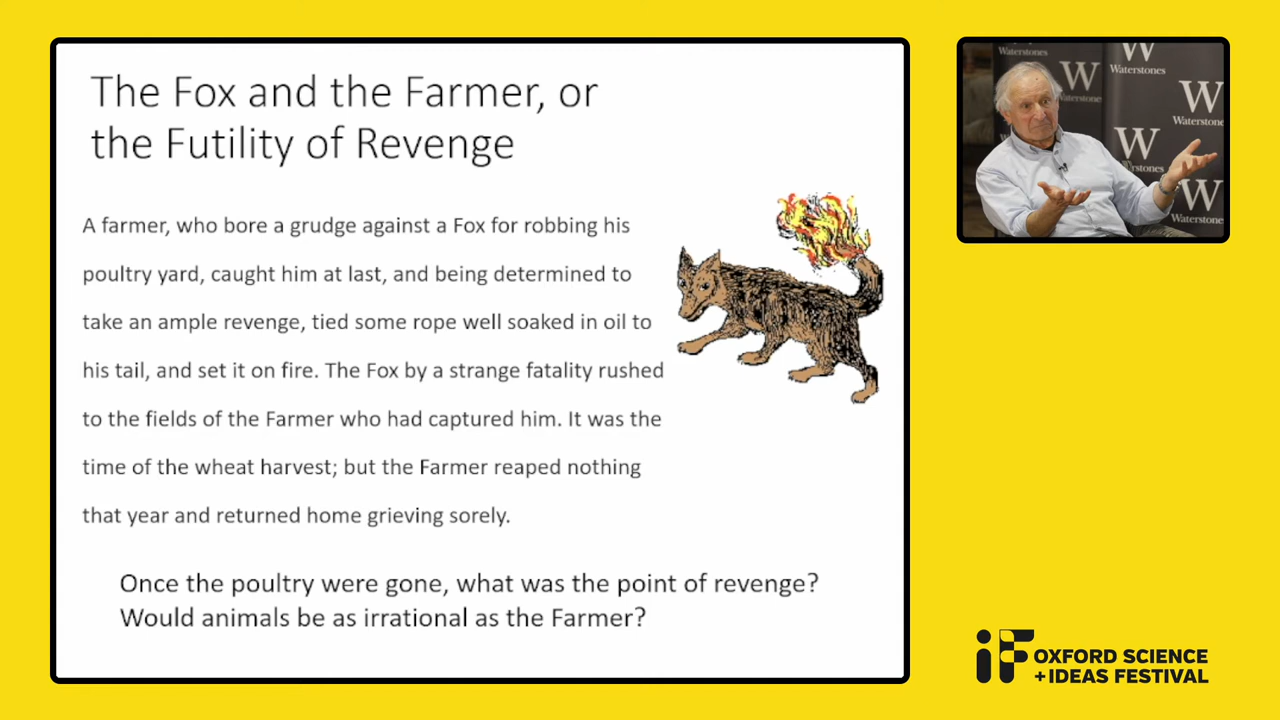 The Fox and the Farmer, or
the Futility of Revenge
A farmer, who bore a grudge against a Fox for robbing his
poultry yard, caught him at last, and being determined to
take an ample revenge, tied some rope well soaked in oil to
his tail, and set it on fire. The Fox by a strange fatality rushed
to the fields of the Farmer who had captured him. It was the
time of the wheat harvest; but the Farmer reaped nothing
that year and returned home grieving sorely.
Once the poultry were gone, what was the point of revenge?
Would animals be as irrational as the Farmer?
Waterstones
W
Waterstones
W
Waterstones
W
Waterstones
W
W
iF OXFORD SCIENCE
+IDEAS FESTIVAL